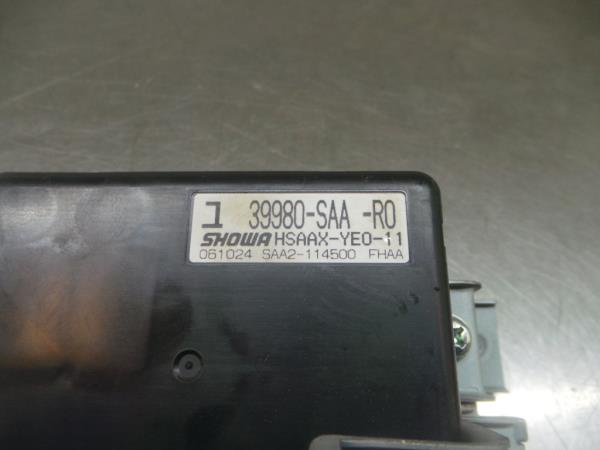 1 39980-SAA -R0
SHOWA HSAAX-YE0-11
061024 SAA2-114500 FHAA